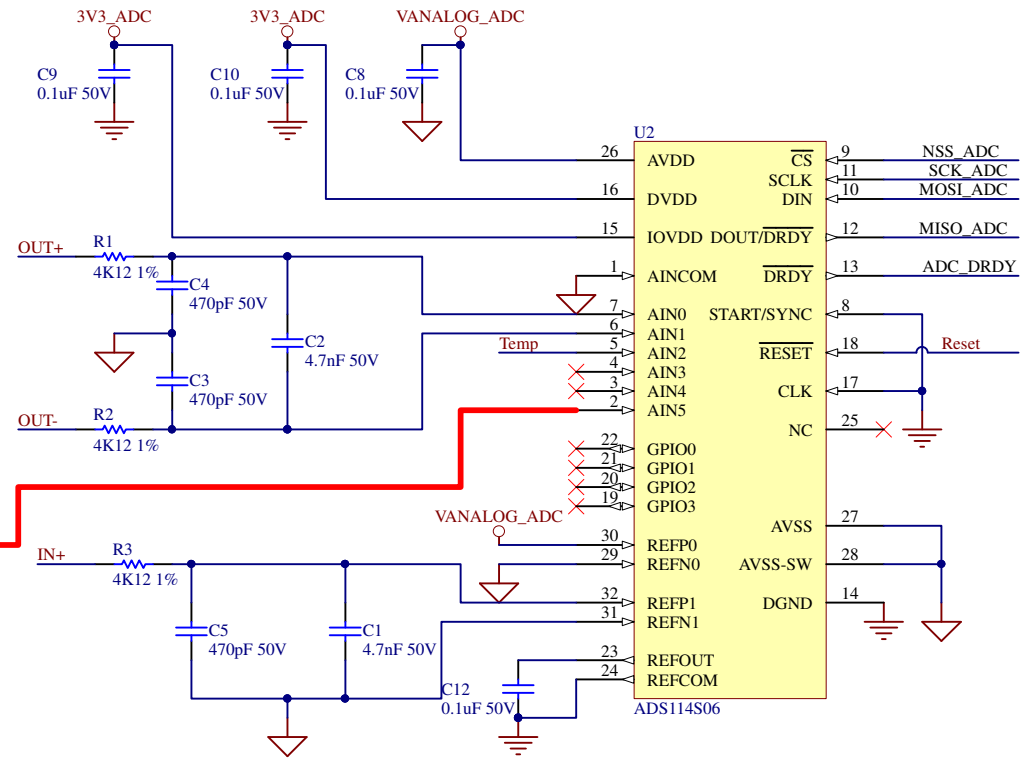 3V3_ADC
3V3_ADC
VANALOG_ADC
C9
0.1uF 50V
C10
0.1uF 50V
C8
0.1uF 50V
U2
26 AVDD
16 DVDD
15 IOVDD
1 AINCOM
7 AIN0
6 AIN1
5 AIN2
4 AIN3
3 AIN4
2 AIN5
22 GPIO0
21 GPIO1
20 GPIO2
19 GPIO3
30 REFP0
29 REFN0
32 REFP1
31 REFN1
23 REFOUT
24 REFCOM
CS 9 NSS_ADC
SCLK 11 SCK_ADC
DIN 10 MOSI_ADC
DOUT/DRDY 12 MISO_ADC
DRDY 13 ADC_DRDY
START/SYNC 8
RESET 18 Reset
CLK 17
NC 25
AVSS 27
AVSS-SW 28
DGND 14
ADS114S06
OUT+
R1
4K12 1%
C4
470pF 50V
C2
4.7nF 50V
C3
470pF 50V
OUT-
R2
4K12 1%
Temp
VANALOG_ADC
IN+
R3
4K12 1%
C5
470pF 50V
C1
4.7nF 50V
C12
0.1uF 50V